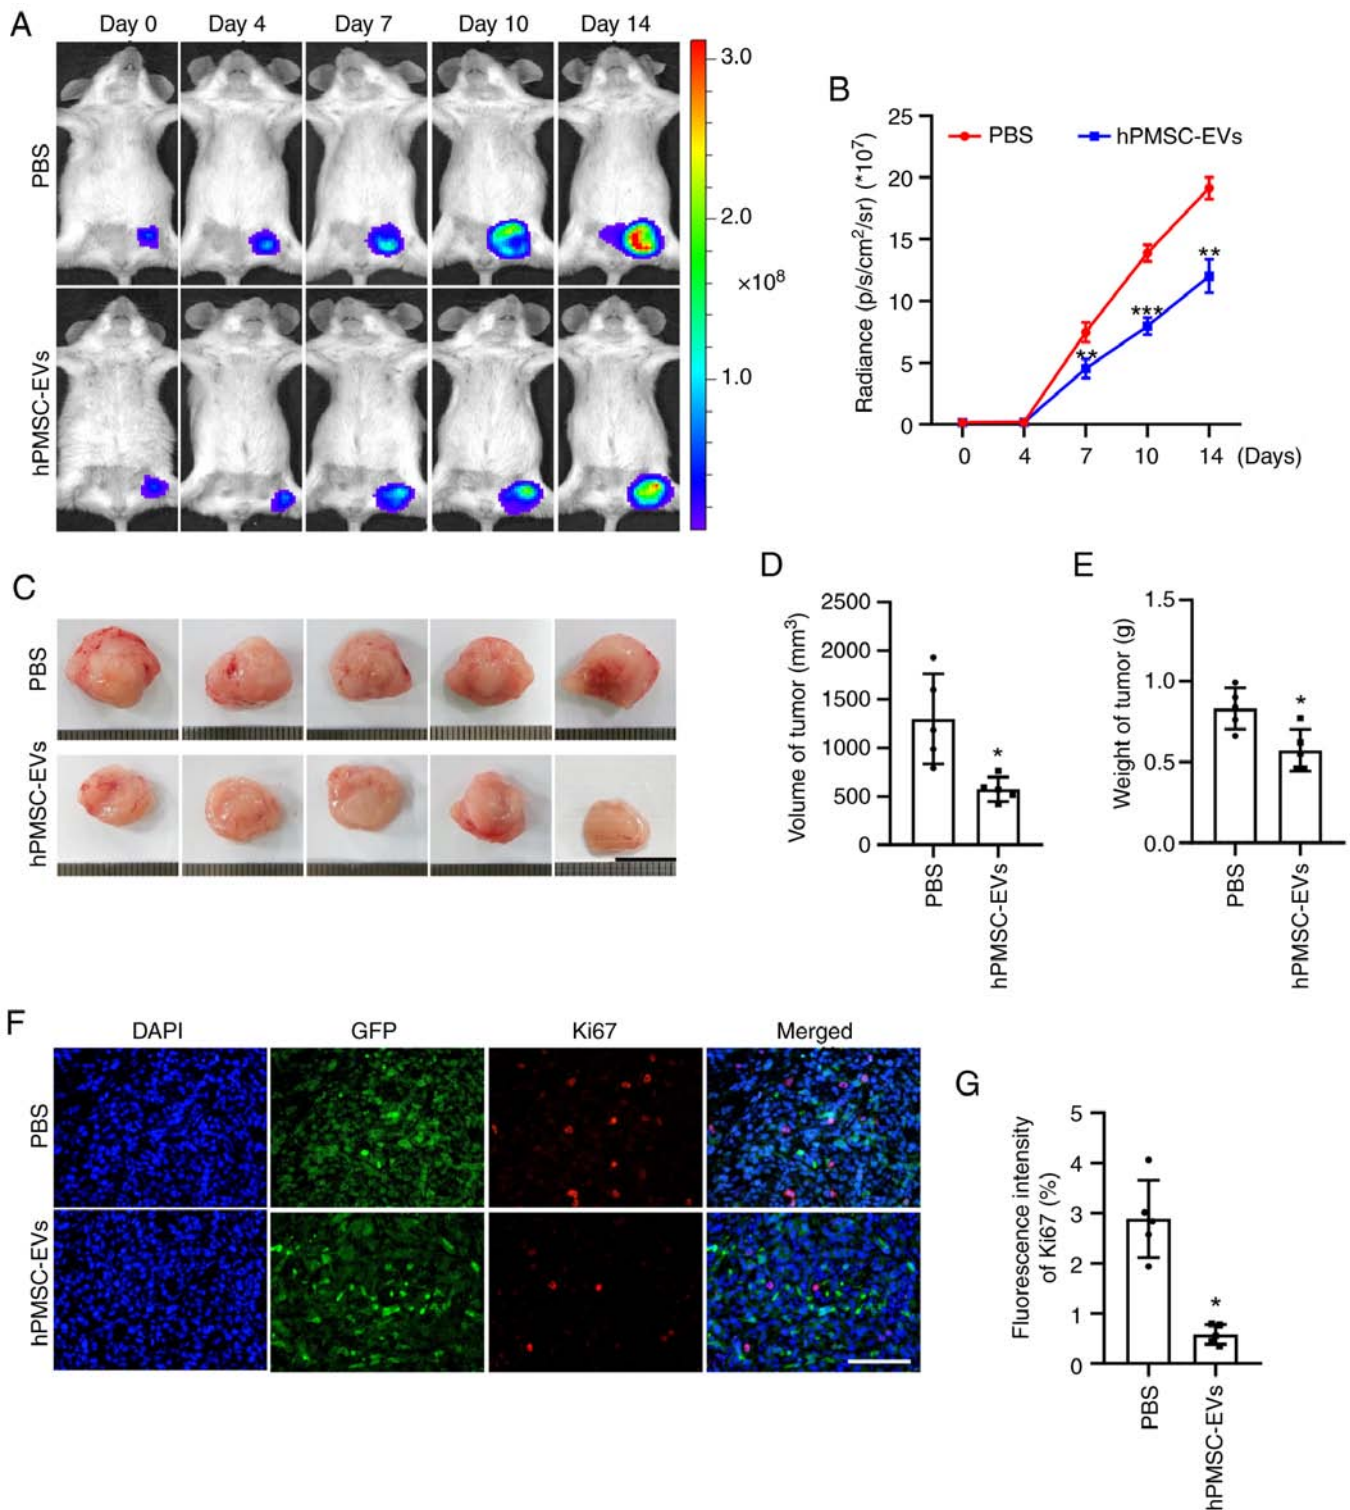 A
Day 0
Day 4
Day 7
Day 10
Day 14
PBS
hPMSC-EVs
3.0
2.0
×10⁸
1.0
B
Radiance (p/s/cm²/sr) (*10⁷)
25
20
15
10
5
0
PBS
hPMSC-EVs
**
***
**
0
4
7
10
14
(Days)
C
PBS
hPMSC-EVs
D
Volume of tumor (mm³)
2500
2000
1500
1000
500
0
*
PBS
hPMSC-EVs
E
Weight of tumor (g)
1.5
1.0
0.5
0.0
*
PBS
hPMSC-EVs
F
DAPI
GFP
Ki67
Merged
PBS
hPMSC-EVs
G
Fluorescence intensity
of Ki67 (%)
5
4
3
2
1
0
*
PBS
hPMSC-EVs